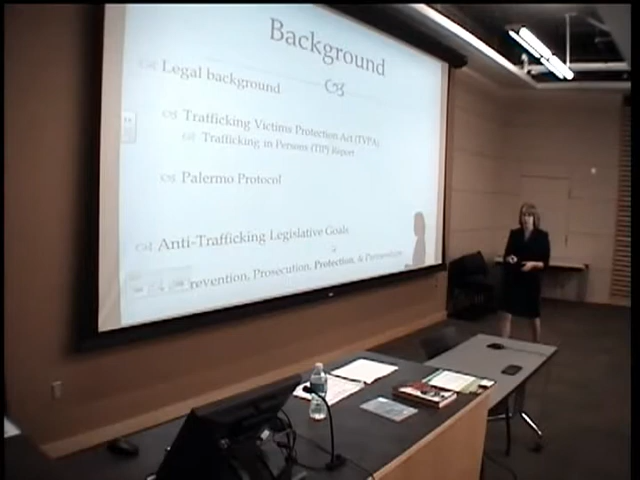 Background
Legal background
Trafficking Victims Protection Act (TVPA)
Trafficking in Persons (TIP) Report
Palermo Protocol
Anti-Trafficking Legislative Goals
revention, Prosecution, Protection, &